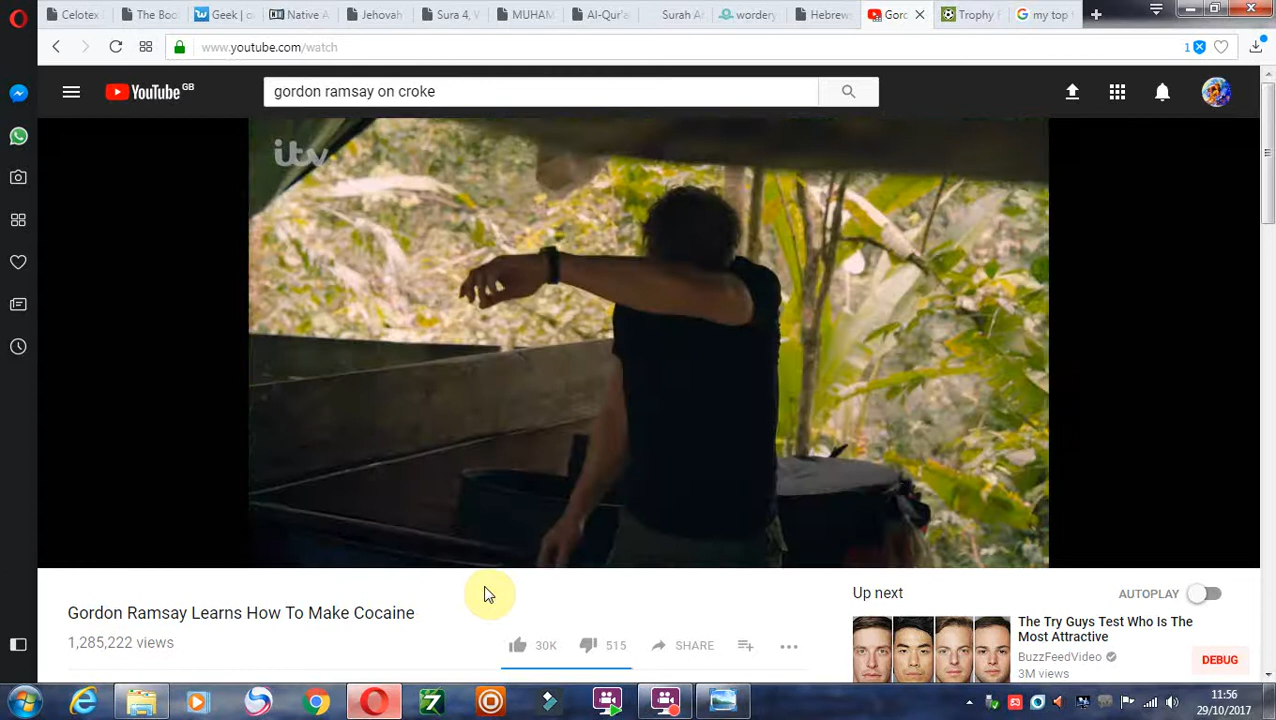 Celotex
The Boo
Geek | c
Native A
Jehovah
Sura 4, V
MUHAM
Al-Qur'a
Surah A
wordery
Hebrews
Gord
Trophy
my top
www.youtube.com/watch
1
YouTube GB
gordon ramsay on croke
itv
Gordon Ramsay Learns How To Make Cocaine
1,285,222 views
30K
515
SHARE
Up next
AUTOPLAY
The Try Guys Test Who Is The
Most Attractive
BuzzFeedVideo
3M views
DEBUG
11:56
29/10/2017